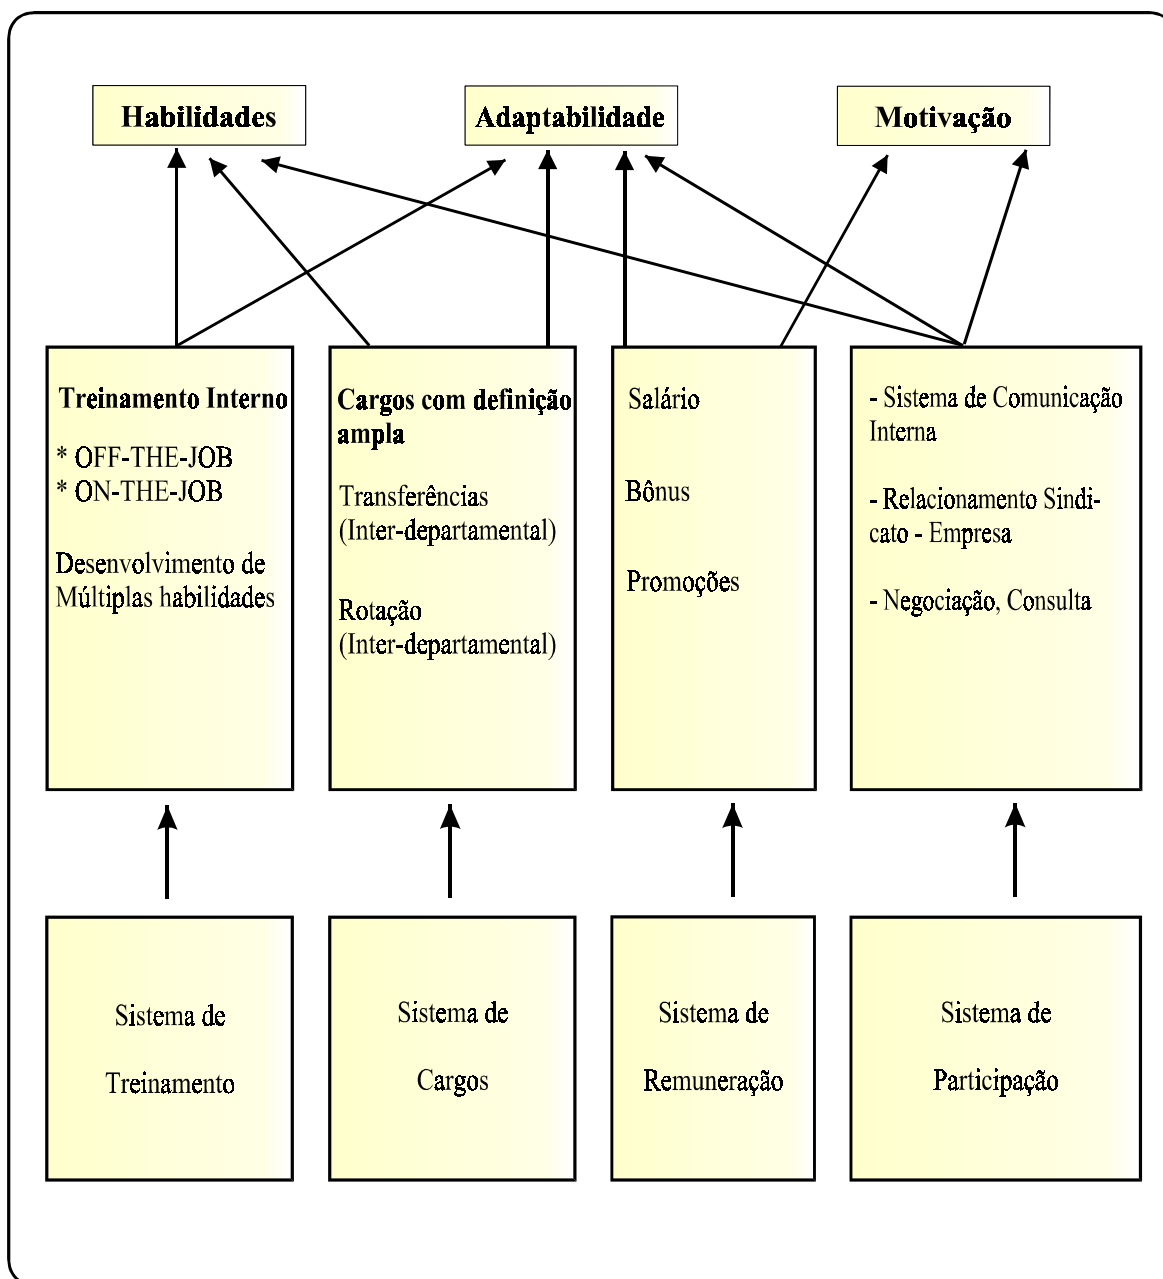 Habilidades
Adaptabilidade
Motivação
Treinamento Interno
* OFF-THE-JOB
* ON-THE-JOB
Desenvolvimento de
Múltiplas habilidades
Cargos com definição
ampla
Transferências
(Inter-departamental)
Rotação
(Inter-departamental)
Salário
Bônus
Promoções
- Sistema de Comunicação
Interna
- Relacionamento Sindi-
cato - Empresa
- Negociação, Consulta
Sistema de
Treinamento
Sistema de
Cargos
Sistema de
Remuneração
Sistema de
Participação